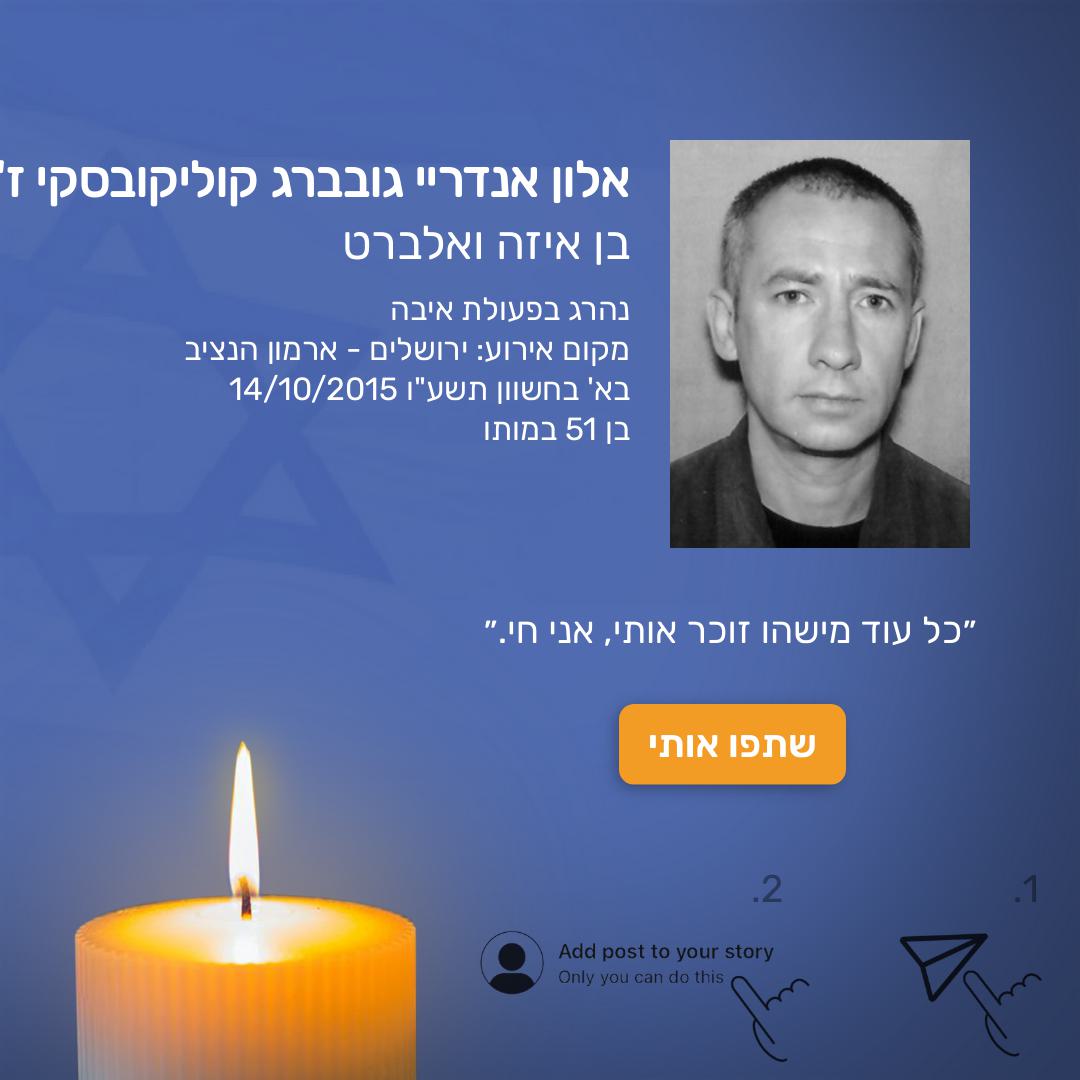 אלון אנדריי גובברג קוליקובסקי ז"
בן איזה ואלברט
נהרג בפעולת איבה
מקום אירוע: ירושלים - ארמון הנציב
בא' בחשוון תשע"ו 14/10/2015
בן 51 במותו
״כל עוד מישהו זוכר אותי, אני חי.״
שתפו אותי
1.
2.
Add post to your story
Only you can do this